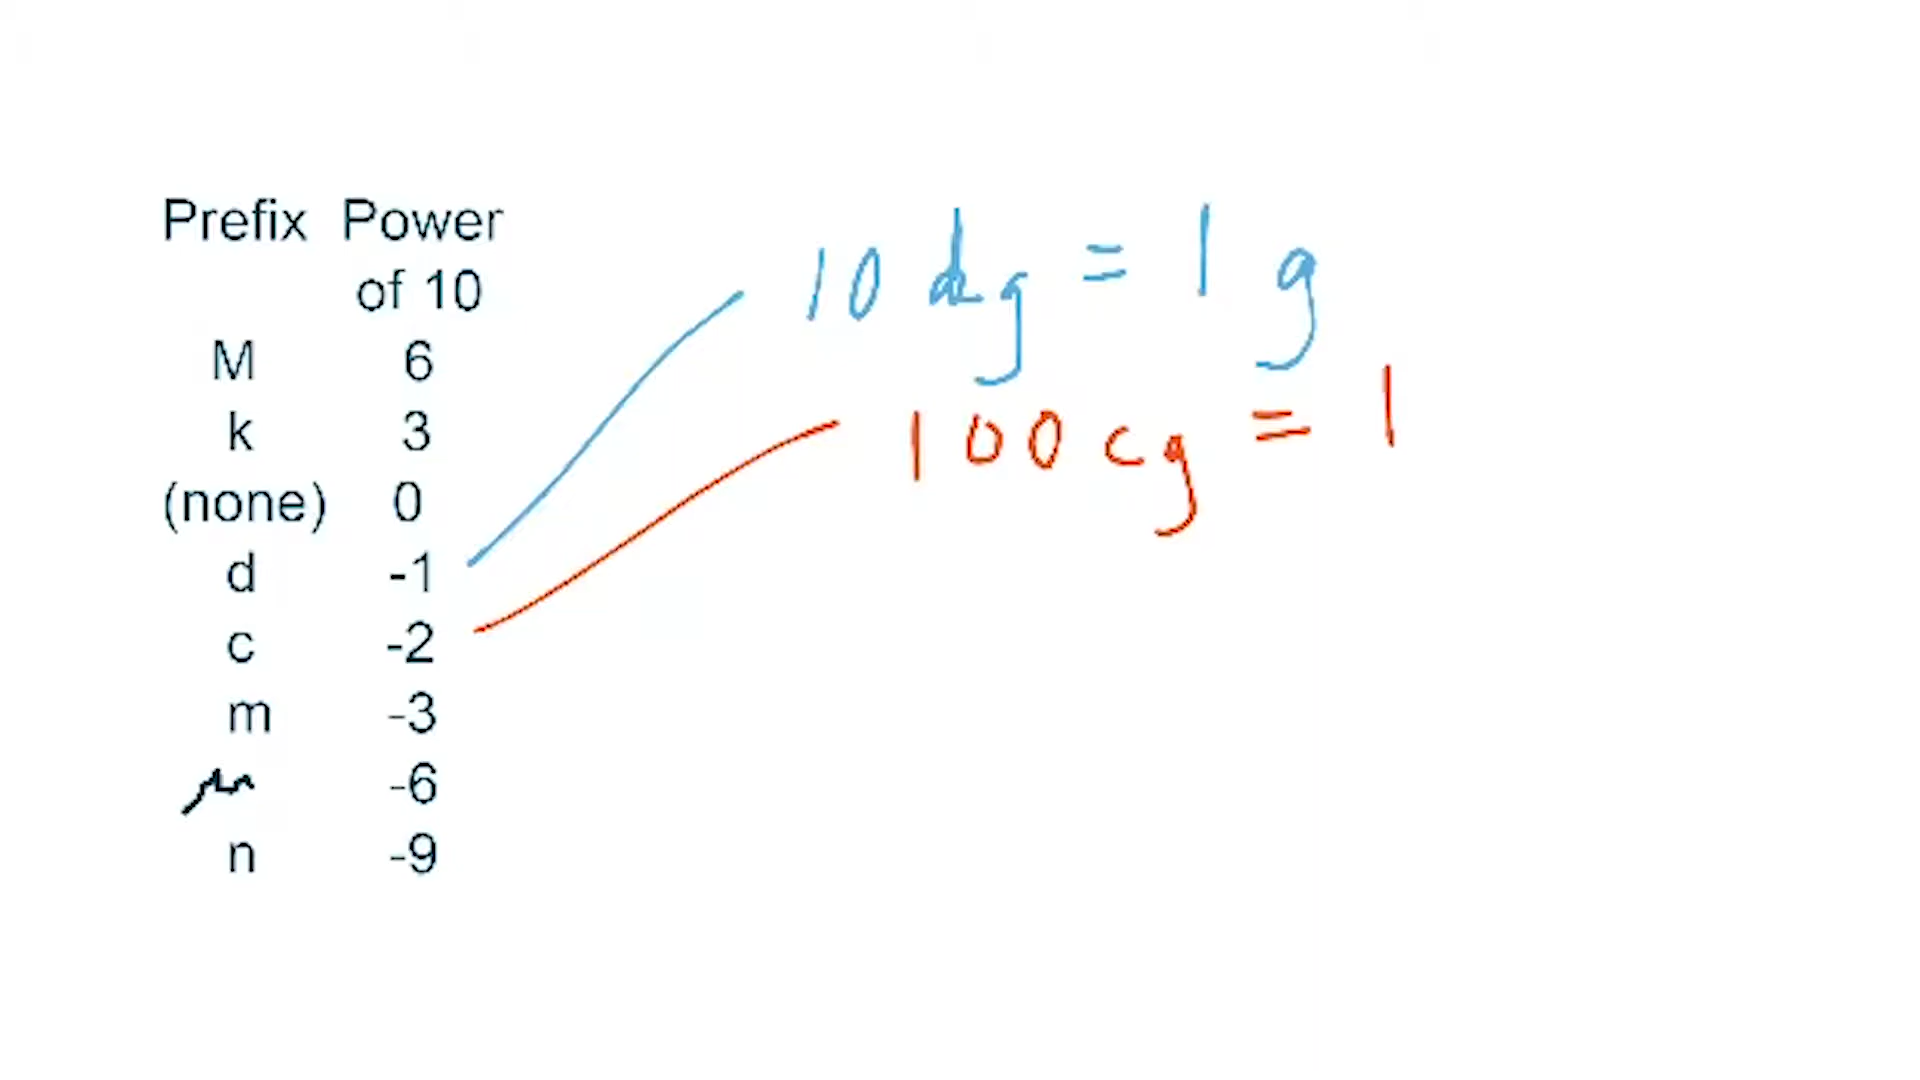 Prefix Power
of 10
M 6
k 3
(none) 0
d -1
c -2
m -3
μ -6
n -9
10 dg = 1 g
100 cg = 1